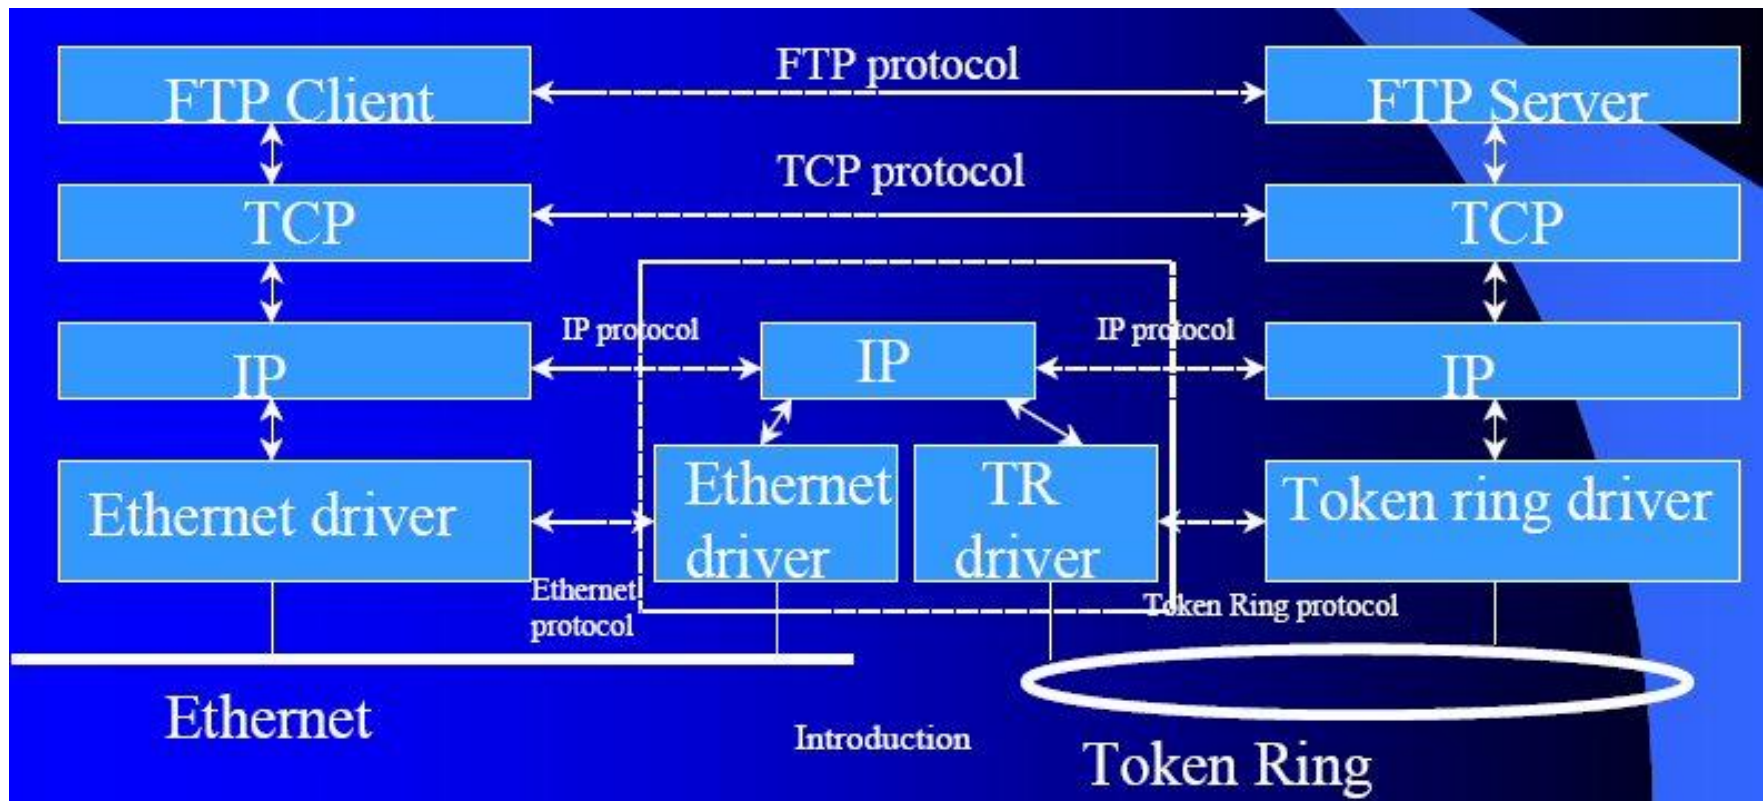 FTP Client
FTP protocol
FTP Server
TCP protocol
TCP
TCP
IP protocol
IP protocol
IP
IP
IP
Ethernet driver
Ethernet
driver
TR
driver
Token ring driver
Ethernet
protocol
Token Ring protocol
Ethernet
Introduction
Token Ring